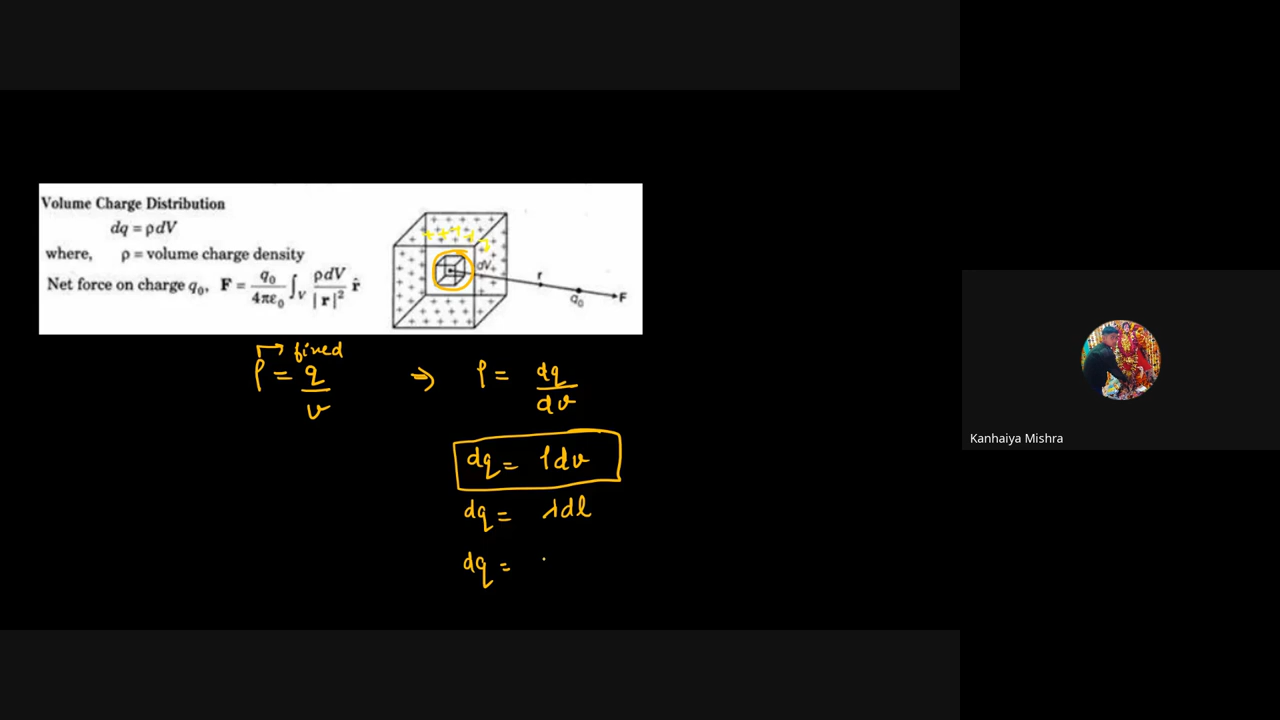 Volume Charge Distribution
dq = ρdV
where, ρ = volume charge density
Net force on charge q₀, F = q₀/4πε₀ ∫V ρdV/|r|² r̂
dV
r
q₀
F
→ fixed
ρ = q/v ⇒ ρ = dq/dv
dq = ρdv
dq = λdl
dq =
Kanhaiya Mishra